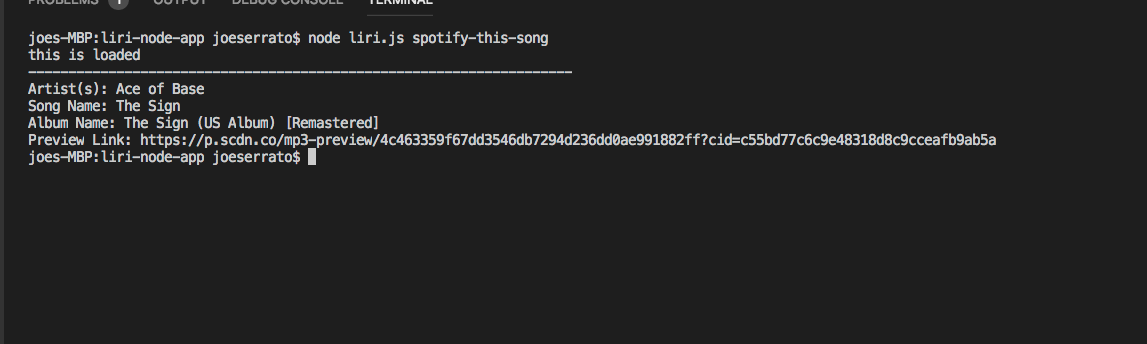 PROBLEMS 1 OUTPUT DEBUG CONSOLE TERMINAL
joes-MBP:liri-node-app joeserrato$ node liri.js spotify-this-song
this is loaded
--------------------------------------------------------------------
Artist(s): Ace of Base
Song Name: The Sign
Album Name: The Sign (US Album) [Remastered]
Preview Link: https://p.scdn.co/mp3-preview/4c463359f67dd3546db7294d236dd0ae991882ff?cid=c55bd77c6c9e48318d8c9cceafb9ab5a
joes-MBP:liri-node-app joeserrato$